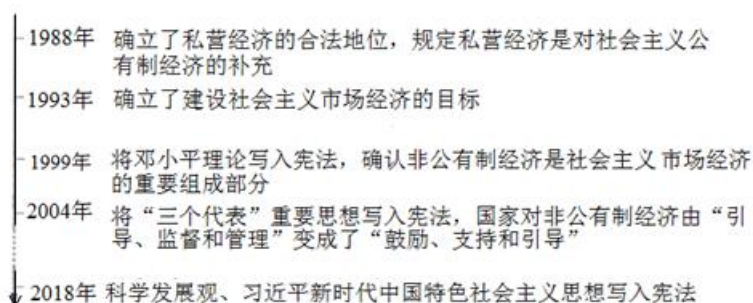 1988年 确立了私营经济的合法地位，规定私营经济是对社会主义公
有制经济的补充
1993年 确立了建设社会主义市场经济的目标
1999年 将邓小平理论写入宪法，确认非公有制经济是社会主义市场经济
的重要组成部分
2004年 将“三个代表”重要思想写入宪法，国家对非公有制经济由“引
导、监督和管理”变成了“鼓励、支持和引导”
2018年 科学发展观、习近平新时代中国特色社会主义思想写入宪法